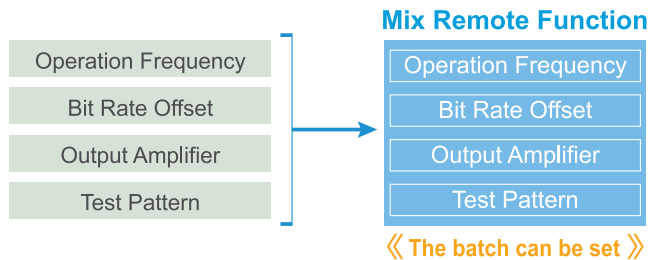 Mix Remote Function
Operation Frequency
Bit Rate Offset
Output Amplifier
Test Pattern
Operation Frequency
Bit Rate Offset
Output Amplifier
Test Pattern
《 The batch can be set 》